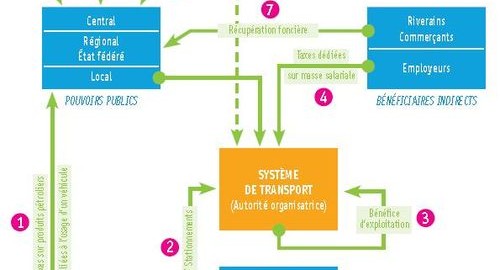 7
Central
Régional
État fédéré
Local
POUVOIRS PUBLICS
Récupération foncière
Riverains
Commerçants
Employeurs
BÉNÉFICIAIRES INDIRECTS
Taxes dédiées
sur masse salariale
4
SYSTÈME
DE TRANSPORT
(Autorité organisatrice)
1
es sur produits pétroliers
liées à l'usage d'un véhicule
2
Stationnements
Bénéfice
d'exploitation
3